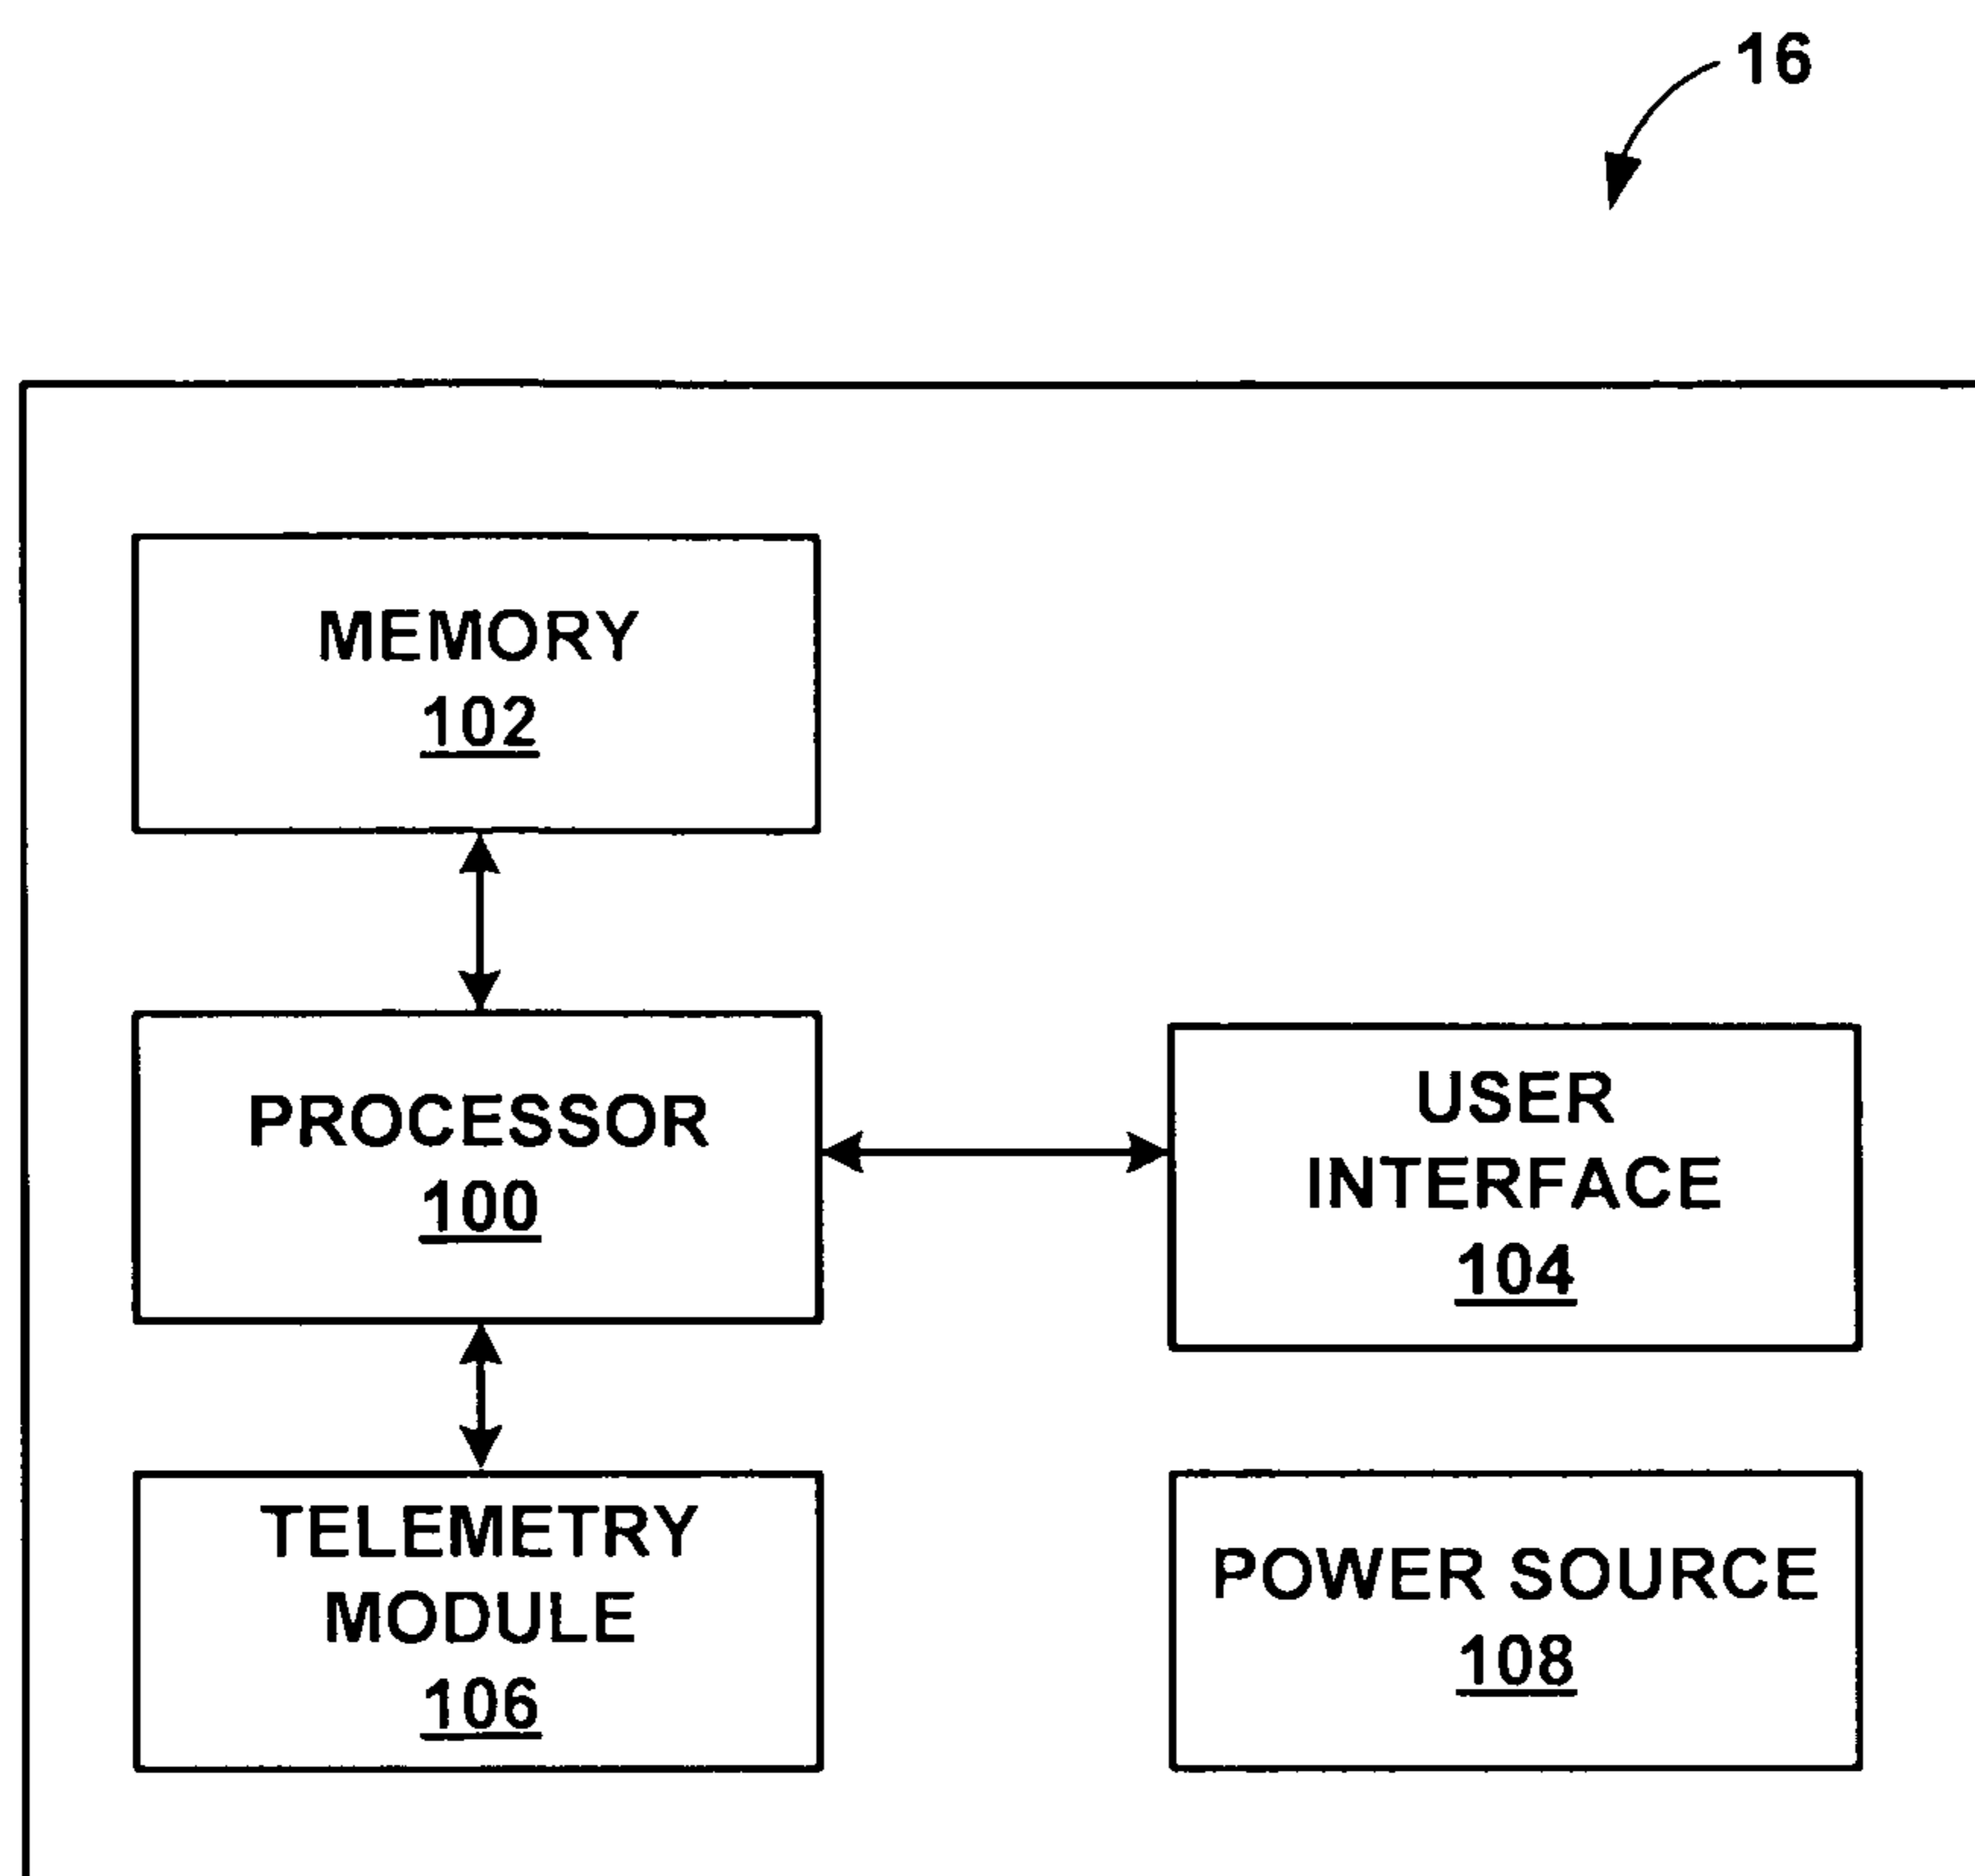 16
MEMORY
102
PROCESSOR
100
USER
INTERFACE
104
TELEMETRY
MODULE
106
POWER SOURCE
108